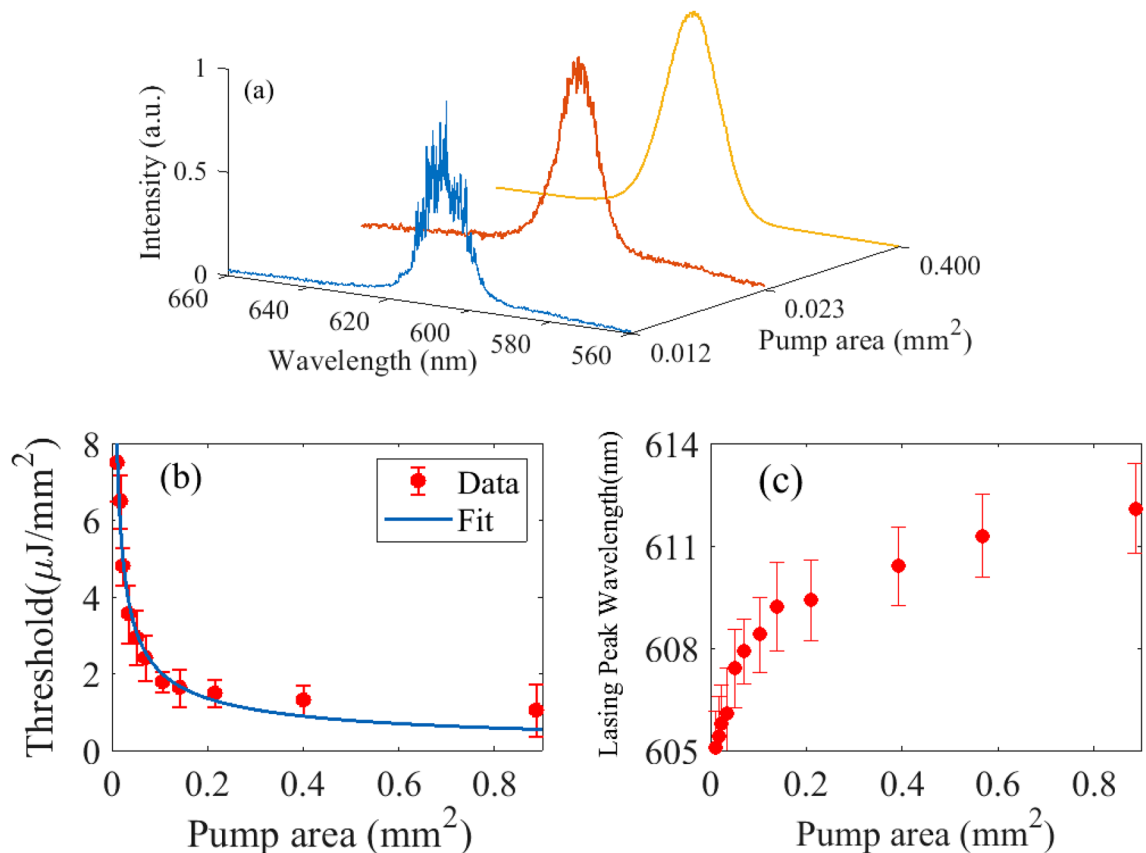 (a)
Intensity (a.u.)
1
0.5
0
660
640
620
600
580
560
Wavelength (nm)
0.012
0.023
0.400
Pump area (mm²)
(b)
Threshold(μJ/mm²)
8
6
4
2
0
0 0.2 0.4 0.6 0.8
Pump area (mm²)
Data
Fit
(c)
Lasing Peak Wavelength(nm)
614
611
608
605
0 0.2 0.4 0.6 0.8
Pump area (mm²)